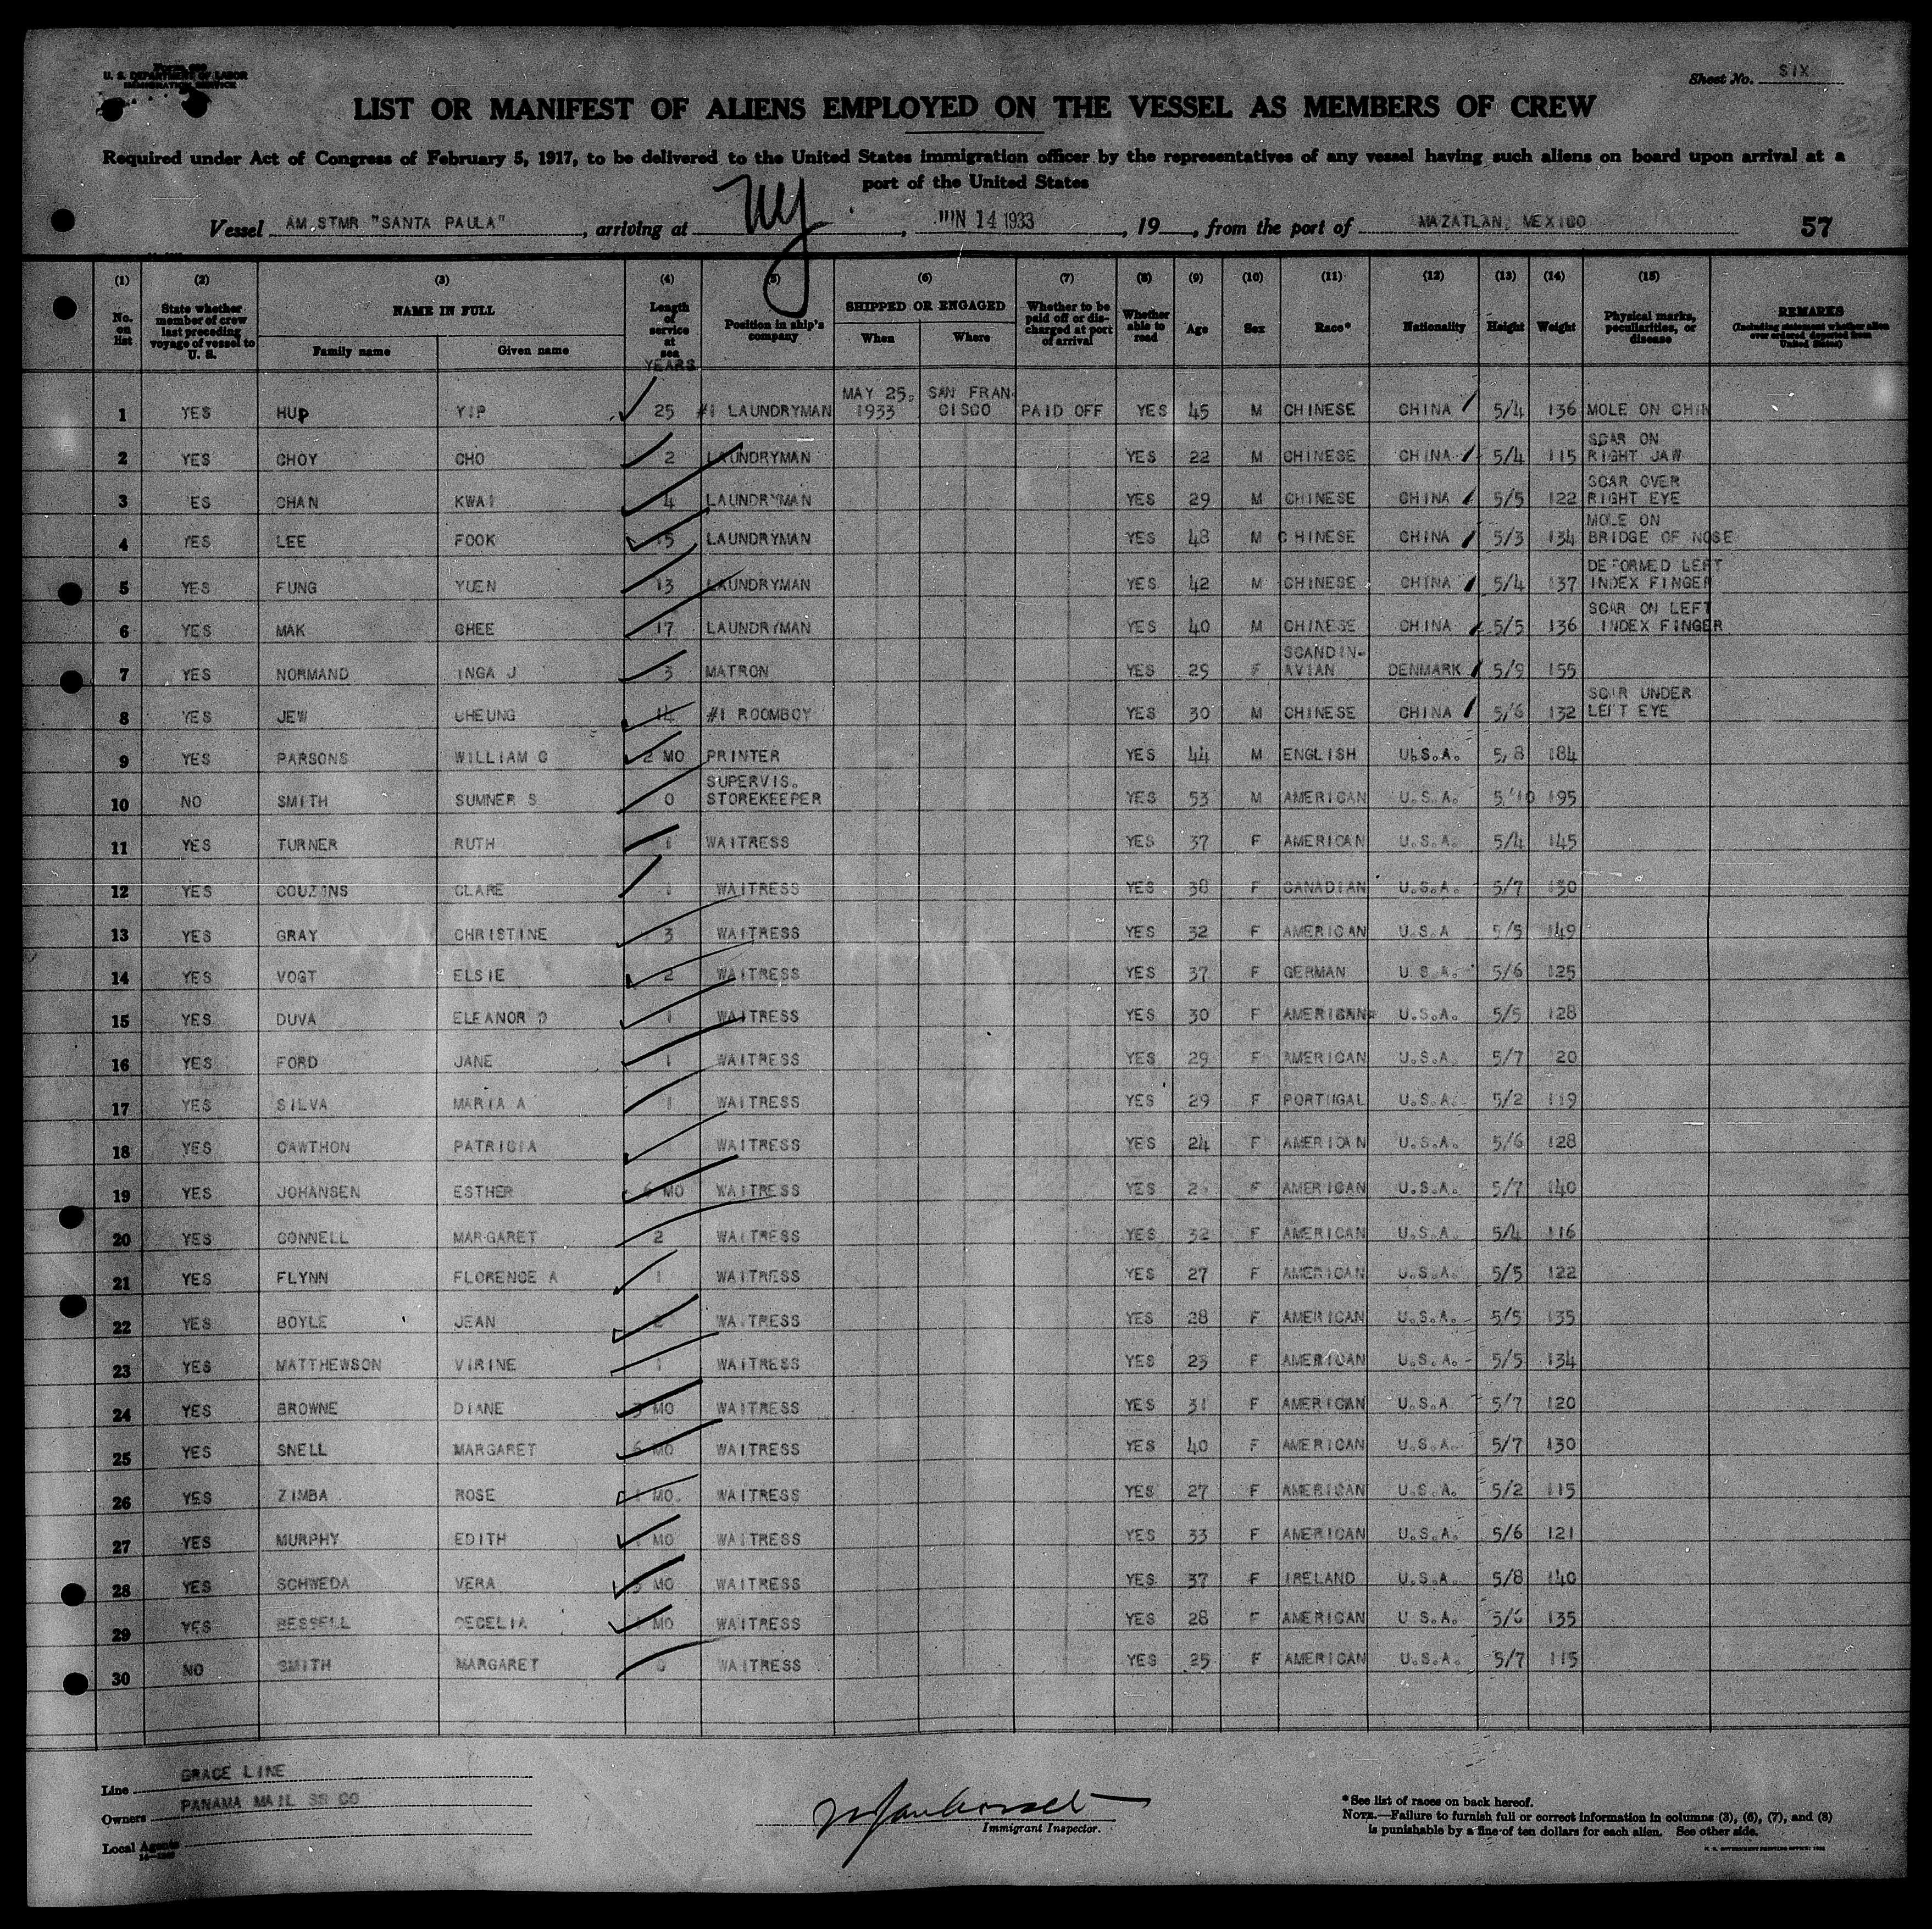 Form 689
U. S. DEPARTMENT OF LABOR
IMMIGRATION SERVICE
Sheet No. SIX
LIST OR MANIFEST OF ALIENS EMPLOYED ON THE VESSEL AS MEMBERS OF CREW
Required under Act of Congress of February 5, 1917, to be delivered to the United States immigration officer by the representatives of any vessel having such aliens on board upon arrival at a
port of the United States
Vessel AM STMR "SANTA PAULA", arriving at NY, JUN 14 1933, 19, from the port of MAZATLAN, MEXICO 57
(1) (2) (3) (4) (5) (6) (7) (8) (9) (10) (11) (12) (13) (14) (15)
No. on list State whether member of crew last preceding voyage of vessel to U. S. NAME IN FULL Family name Given name Length of service at sea YEARS Position in ship's company SHIPPED OR ENGAGED When Where Whether to be paid off or discharged at port of arrival Whether able to read Age Sex Race* Nationality Height Weight Physical marks, peculiarities, or disease REMARKS (Including statement whether alien ever ordered deported from United States)
1 YES HUP YIP 25 #1 LAUNDRYMAN MAY 25, 1933 SAN FRANCISCO PAID OFF YES 45 M CHINESE CHINA 5/4 136 MOLE ON CHIN
2 YES CHOY CHO 2 LAUNDRYMAN YES 22 M CHINESE CHINA 5/4 115 SCAR ON RIGHT JAW
3 ES CHAN KWAI 4 LAUNDRYMAN YES 29 M CHINESE CHINA 5/5 122 SCAR OVER RIGHT EYE
4 YES LEE FOOK 15 LAUNDRYMAN YES 48 M CHINESE CHINA 5/3 134 MOLE ON BRIDGE OF NOSE
5 YES FUNG YUEN 13 LAUNDRYMAN YES 42 M CHINESE CHINA 5/4 137 DEFORMED LEFT INDEX FINGER
6 YES MAK CHEE 17 LAUNDRYMAN YES 40 M CHINESE CHINA 5/5 136 SCAR ON LEFT INDEX FINGER
7 YES NORMAND INGA J 3 MATRON YES 29 F SCANDINAVIAN DENMARK 5/9 155
8 YES JEW CHEUNG 14 #1 ROOMBOY YES 30 M CHINESE CHINA 5/6 132 SCAR UNDER LEFT EYE
9 YES PARSONS WILLIAM G 2 MO PRINTER YES 44 M ENGLISH U.S.A. 5/8 184
10 NO SMITH SUMNER S 0 SUPERVIS. STOREKEEPER YES 53 M AMERICAN U.S.A. 5/10 195
11 YES TURNER RUTH 1 WAITRESS YES 37 F AMERICAN U.S.A. 5/4 145
12 YES COUZINS CLARE 1 WAITRESS YES 38 F CANADIAN U.S.A. 5/7 130
13 YES GRAY CHRISTINE 3 WAITRESS YES 32 F AMERICAN U.S.A 5/5 149
14 YES VOGT ELSIE 2 WAITRESS YES 37 F GERMAN U.S.A. 5/6 125
15 YES DUVA ELEANOR D 1 WAITRESS YES 30 F AMERICAN U.S.A. 5/5 128
16 YES FORD JANE 1 WAITRESS YES 29 F AMERICAN U.S.A. 5/7 120
17 YES SILVA MARIA A 1 WAITRESS YES 29 F PORTUGAL U.S.A. 5/2 119
18 YES CAWTHON PATRICIA WAITRESS YES 24 F AMERICAN U.S.A. 5/6 128
19 YES JOHANSEN ESTHER 6 MO WAITRESS YES F AMERICAN U.S.A. 5/7 140
20 YES CONNELL MARGARET 2 WAITRESS YES 32 F AMERICAN U.S.A. 5/4 116
21 YES FLYNN FLORENCE A 1 WAITRESS YES 27 F AMERICAN U.S.A. 5/5 122
22 YES BOYLE JEAN 2 WAITRESS YES 28 F AMERICAN U.S.A. 5/5 135
23 YES MATTHEWSON VIRINE 1 WAITRESS YES 23 F AMERICAN U.S.A. 5/5 134
24 YES BROWNE DIANE 3 MO WAITRESS YES 31 F AMERICAN U.S.A 5/7 120
25 YES SNELL MARGARET 6 MO WAITRESS YES 40 F AMERICAN U.S.A. 5/7 130
26 YES ZIMBA ROSE MO. WAITRESS YES 27 F AMERICAN U.S.A. 5/2 115
27 YES MURPHY EDITH MO WAITRESS YES 33 F AMERICAN U.S.A. 5/6 121
28 YES SCHWEDA VERA 3 MO WAITRESS YES 37 F IRELAND U.S.A. 5/8 140
29 YES BESSELL CECELIA MO WAITRESS YES 28 F AMERICAN U.S.A. 5/6 135
30 NO SMITH MARGARET 0 WAITRESS YES 25 F AMERICAN U.S.A. 5/7 115
Line GRACE LINE
Owners PANAMA MAIL SS CO
Local Agents
Immigrant Inspector.
*See list of races on back hereof.
NOTE.—Failure to furnish full or correct information in columns (3), (6), (7), and (8)
is punishable by a fine of ten dollars for each alien. See other side.